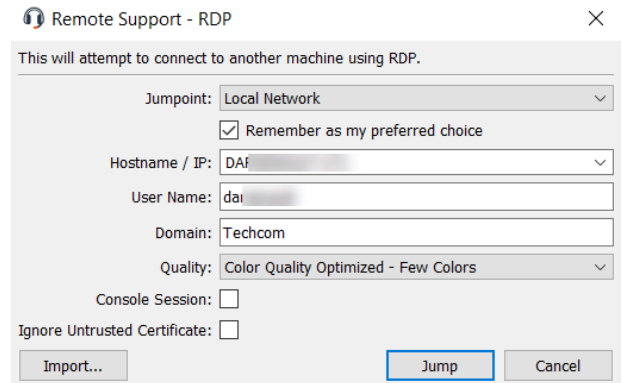 Remote Support - RDP
This will attempt to connect to another machine using RDP.
Jumpoint: Local Network
Remember as my preferred choice
Hostname / IP:
User Name:
Domain: Techcom
Quality: Color Quality Optimized - Few Colors
Console Session:
Ignore Untrusted Certificate:
Import... Jump Cancel